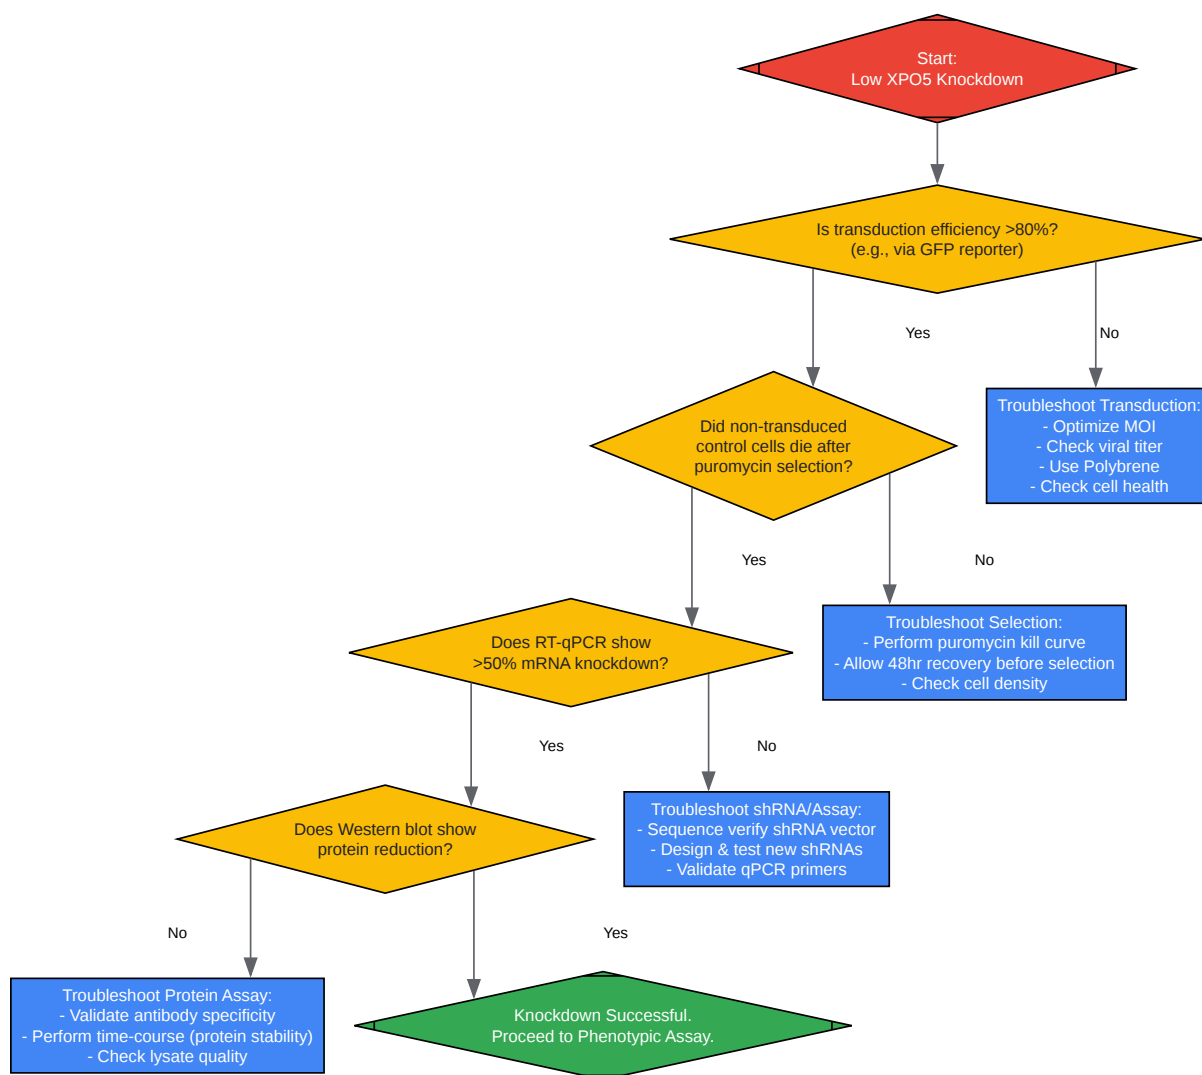 Start:
Low XPO5 Knockdown
Is transduction efficiency >80%?
(e.g., via GFP reporter)
Yes
No
Did non-transduced
control cells die after
puromycin selection?
Troubleshoot Transduction:
- Optimize MOI
- Check viral titer
- Use Polybrene
- Check cell health
Yes
No
Does RT-qPCR show
>50% mRNA knockdown?
Troubleshoot Selection:
- Perform puromycin kill curve
- Allow 48hr recovery before selection
- Check cell density
Yes
No
Does Western blot show
protein reduction?
Troubleshoot shRNA/Assay:
- Sequence verify shRNA vector
- Design & test new shRNAs
- Validate qPCR primers
No
Yes
Troubleshoot Protein Assay:
- Validate antibody specificity
- Perform time-course (protein stability)
- Check lysate quality
Knockdown Successful.
Proceed to Phenotypic Assay.